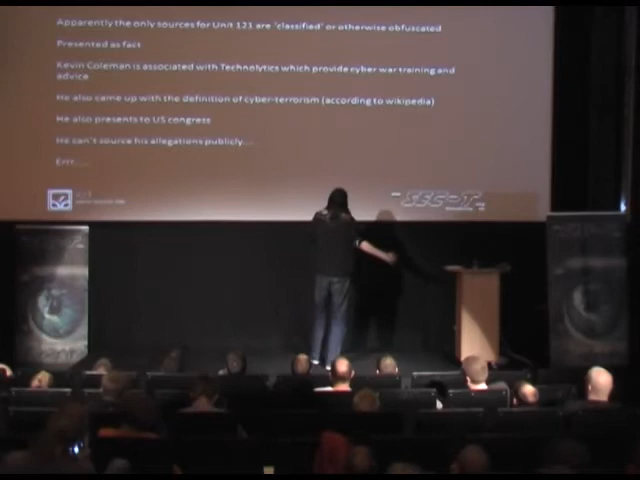 Apparently the only sources for Unit 121 are 'classified' or otherwise obfuscated
Presented as fact
Kevin Coleman is associated with Technolytics which provide cyber war training and
advice
He also came up with the definition of cyber-terrorism (according to wikipedia)
He also presents to US congress
He can't source his allegations publicly....
Errr.....